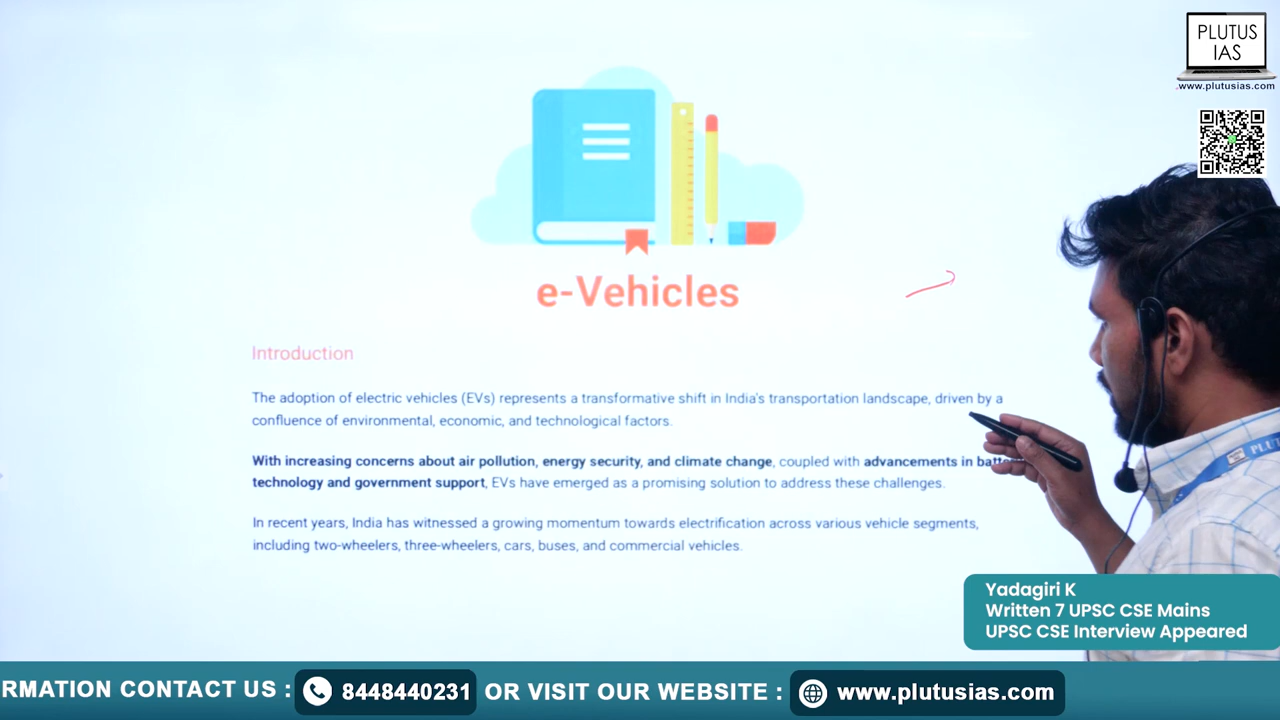 PLUTUS
IAS
www.plutusias.com
e-Vehicles
Introduction
The adoption of electric vehicles (EVs) represents a transformative shift in India's transportation landscape, driven by a
confluence of environmental, economic, and technological factors.
With increasing concerns about air pollution, energy security, and climate change, coupled with advancements in
technology and government support, EVs have emerged as a promising solution to address these challenges.
In recent years, India has witnessed a growing momentum towards electrification across various vehicle segments,
including two-wheelers, three-wheelers, cars, buses, and commercial vehicles.
Yadagiri K
Written 7 UPSC CSE Mains
UPSC CSE Interview Appeared
RMATION CONTACT US : 8448440231 OR VISIT OUR WEBSITE : www.plutusias.com